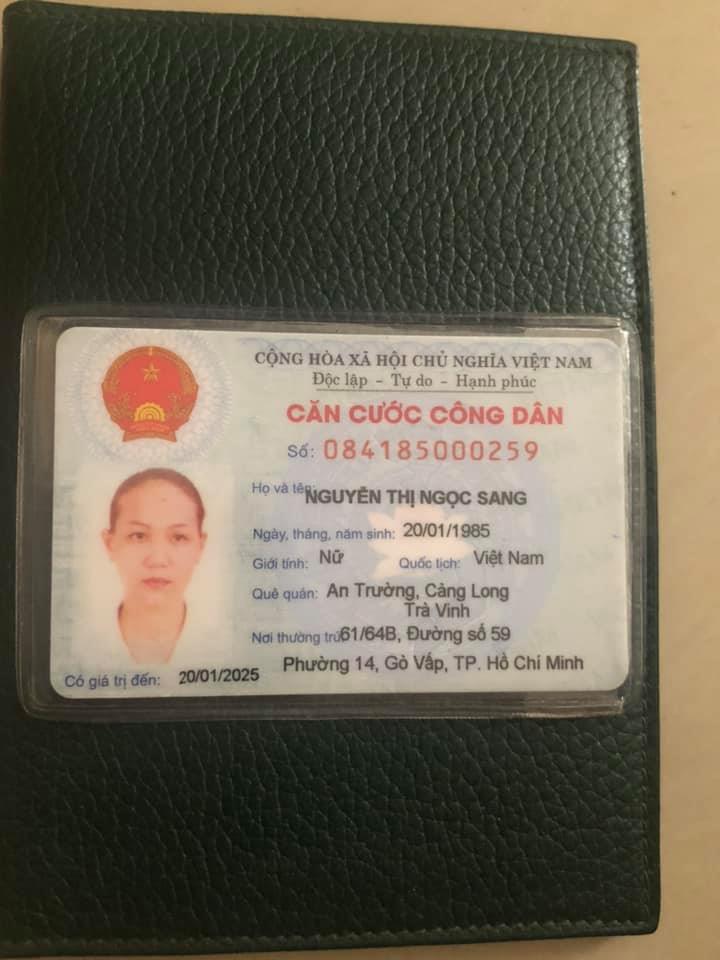 CỘNG HÒA XÃ HỘI CHỦ NGHĨA VIỆT NAM
Độc lập - Tự do - Hạnh phúc
CĂN CƯỚC CÔNG DÂN
Số: 084185000259
Họ và tên: NGUYỄN THỊ NGỌC SANG
Ngày, tháng, năm sinh: 20/01/1985
Giới tính: Nữ Quốc tịch: Việt Nam
Quê quán: An Trường, Càng Long
Trà Vinh
Nơi thường trú: 61/64B, Đường số 59
Phường 14, Gò Vấp, TP. Hồ Chí Minh
Có giá trị đến: 20/01/2025